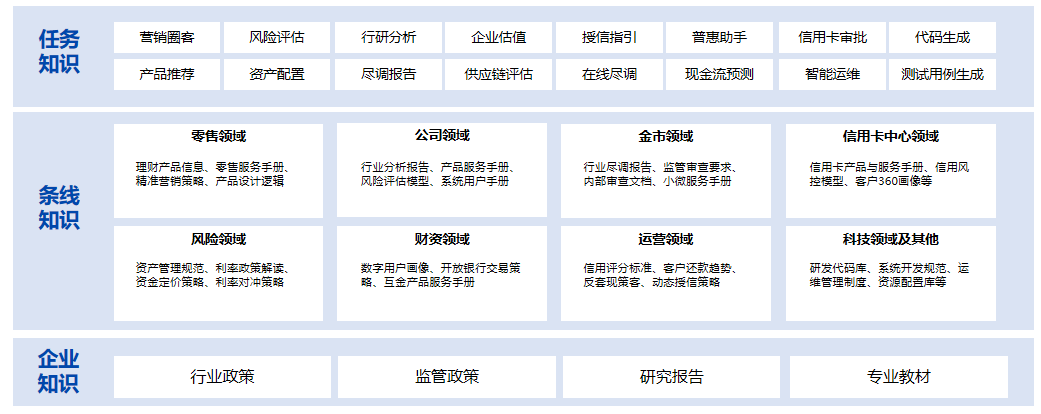 任务
知识
营销圈客
风险评估
行研分析
企业估值
授信指引
普惠助手
信用卡审批
代码生成
产品推荐
资产配置
尽调报告
供应链评估
在线尽调
现金流预测
智能运维
测试用例生成
条线
知识
零售领域
理财产品信息、零售服务手册、
精准营销策略、产品设计逻辑
公司领域
行业分析报告、产品服务手册、
风险评估模型、系统用户手册
金市领域
行业尽调报告、监管审查要求、
内部审查文档、小微服务手册
信用卡中心领域
信用卡产品与服务手册、信用风
控模型、客户360画像等
风险领域
资产管理规范、利率政策解读、
资金定价策略、利率对冲策略
财资领域
数字用户画像、开放银行交易策
略、互金产品服务手册
运营领域
信用评分标准、客户还款趋势、
反套现策客、动态授信策略
科技领域及其他
研发代码库、系统开发规范、运
维管理制度、资源配置库等
企业
知识
行业政策
监管政策
研究报告
专业教材